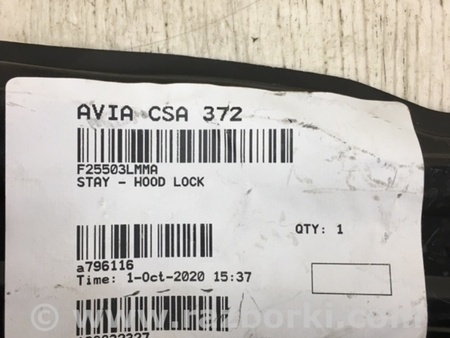 AVIA CSA 372
F25503LMMA
STAY - HOOD LOCK
QTY: 1
a796116
Time: 1-Oct-2020 15:37
www.razborki.com